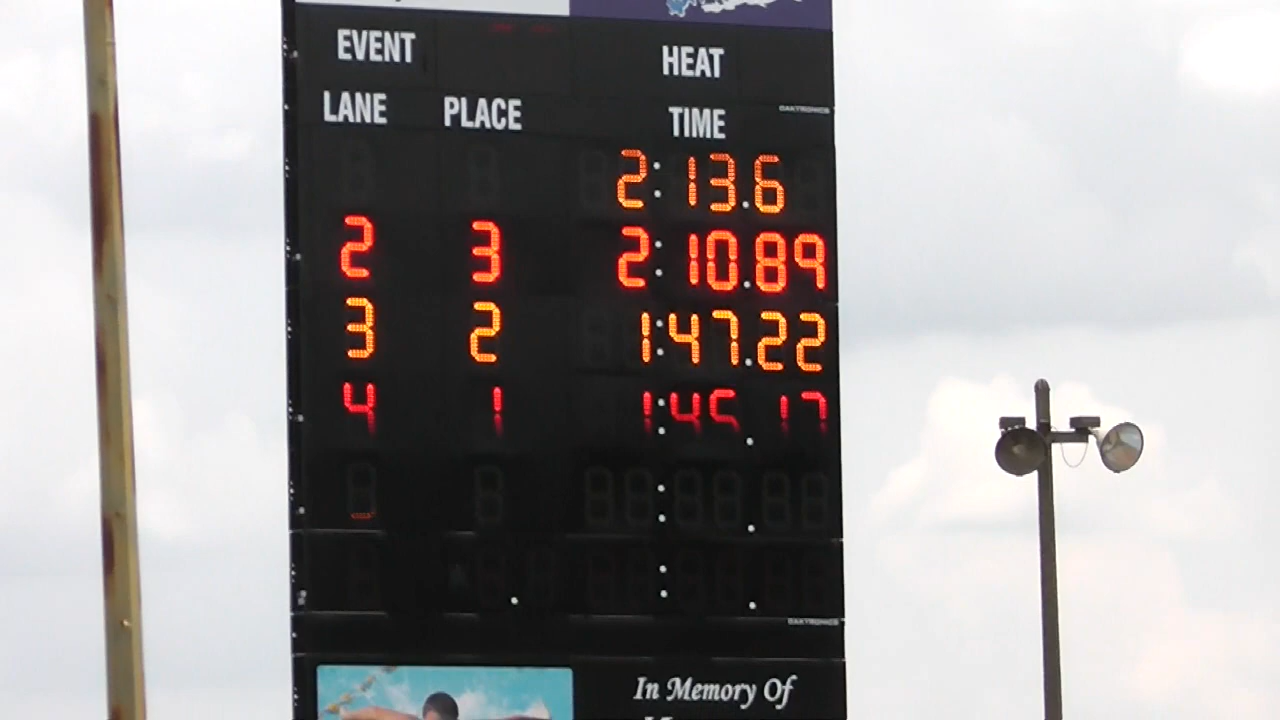 EVENT HEAT
DAKTRONICS
LANE PLACE TIME
2:13.6
2 3 2:10.89
3 2 1:47.22
4 1 1:45.17
DAKTRONICS
In Memory Of